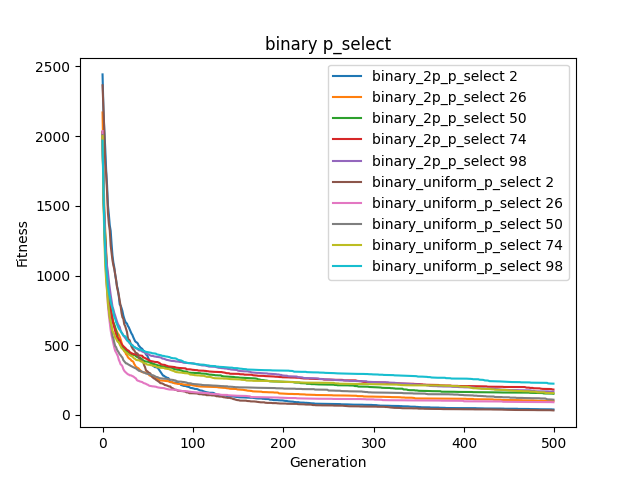 binary p_select
2500
2000
1500
1000
500
0
Fitness
binary_2p_p_select 2
binary_2p_p_select 26
binary_2p_p_select 50
binary_2p_p_select 74
binary_2p_p_select 98
binary_uniform_p_select 2
binary_uniform_p_select 26
binary_uniform_p_select 50
binary_uniform_p_select 74
binary_uniform_p_select 98
0 100 200 300 400 500
Generation